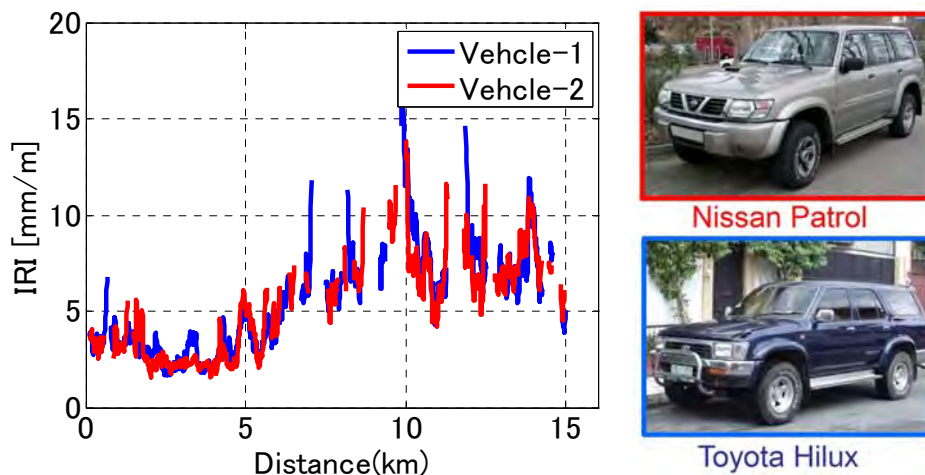 20
15
10
5
0
IRI [mm/m]
Vehcle-1
Vehcle-2
0
5
10
15
Distance(km)
Nissan Patrol
Toyota Hilux